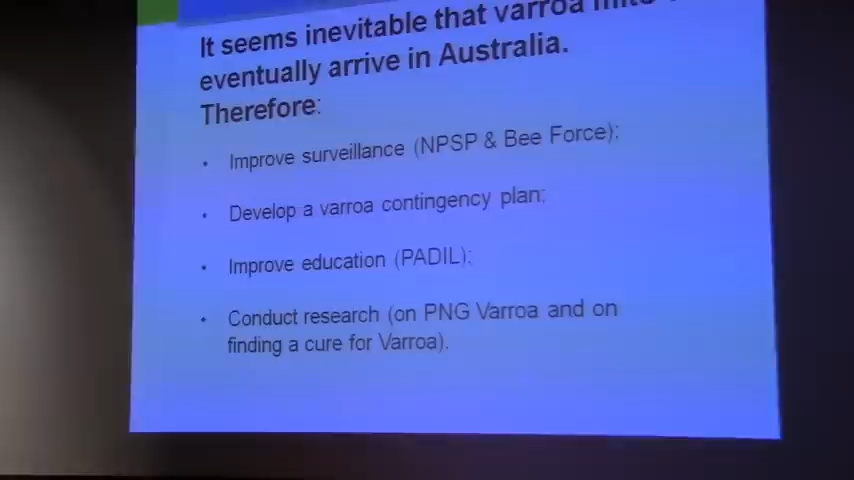 It seems inevitable that varroa mite
eventually arrive in Australia.
Therefore:
• Improve surveillance (NPSP & Bee Force);
• Develop a varroa contingency plan;
• Improve education (PADIL);
• Conduct research (on PNG Varroa and on
finding a cure for Varroa).